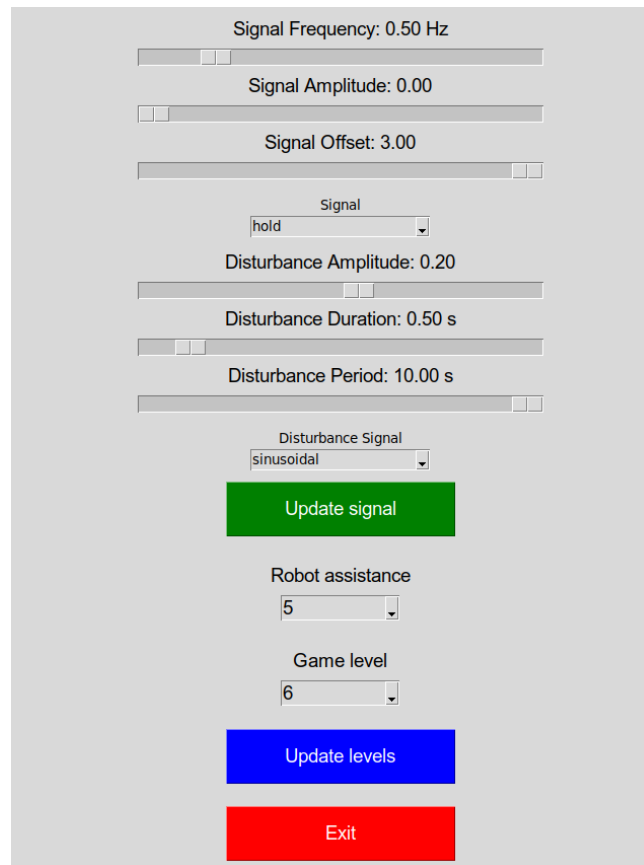 Signal Frequency: 0.50 Hz
Signal Amplitude: 0.00
Signal Offset: 3.00
Signal
hold
Disturbance Amplitude: 0.20
Disturbance Duration: 0.50 s
Disturbance Period: 10.00 s
Disturbance Signal
sinusoidal
Update signal
Robot assistance
5
Game level
6
Update levels
Exit